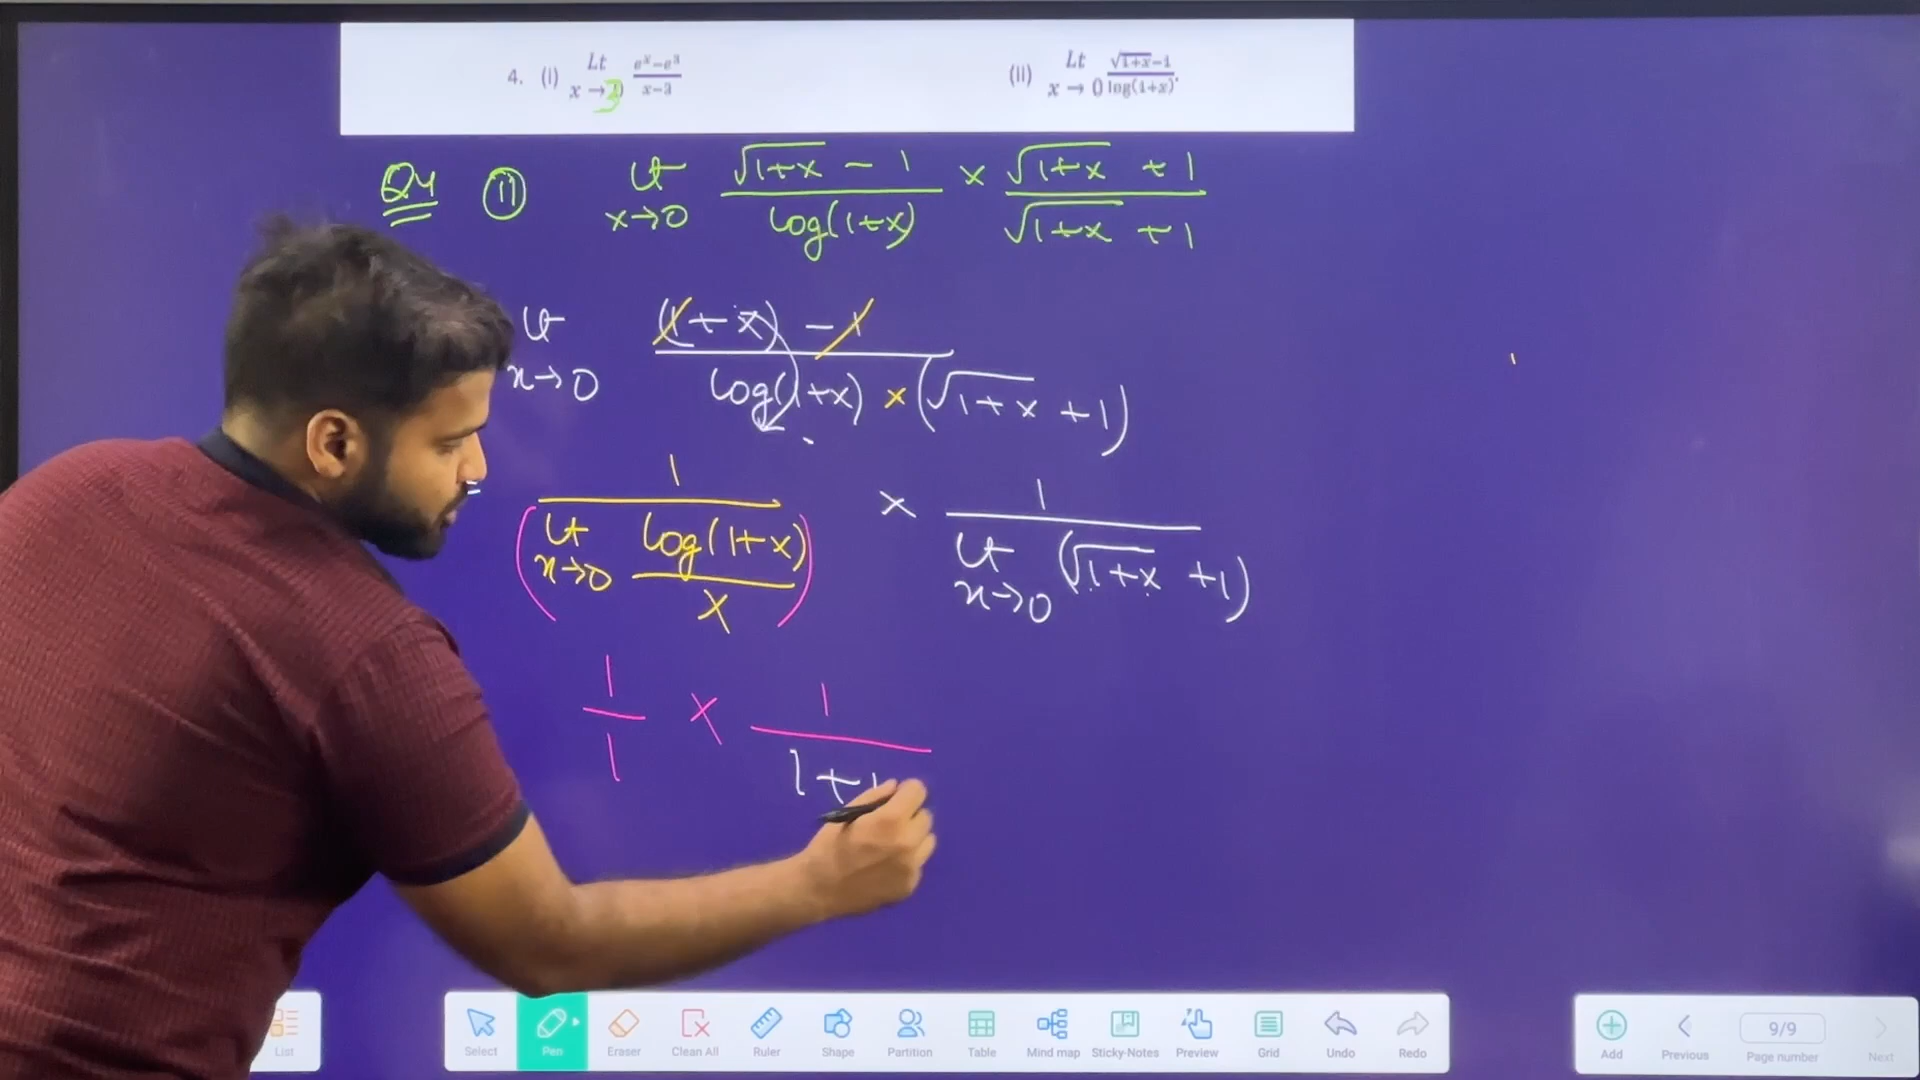 4. (i) Lt x → 3 eˣ−e³ / x−3 (ii) Lt x → 0 √1+x−1 / log(1+x).
Q4 (ii) Lt x→0 √1+x − 1 / log(1+x) × √1+x + 1 / √1+x + 1
Lt x→0 (1+x) − 1 / log(1+x) × (√1+x + 1)
1 / (Lt x→0 log(1+x) / x) × 1 / Lt x→0 (√1+x + 1)
1 / 1 × 1 / 1+1
List Select Pen Eraser Clean All Ruler Shape Partition Table Mind map Sticky-Notes Preview Grid Undo Redo Add Previous 9/9 Page number Next